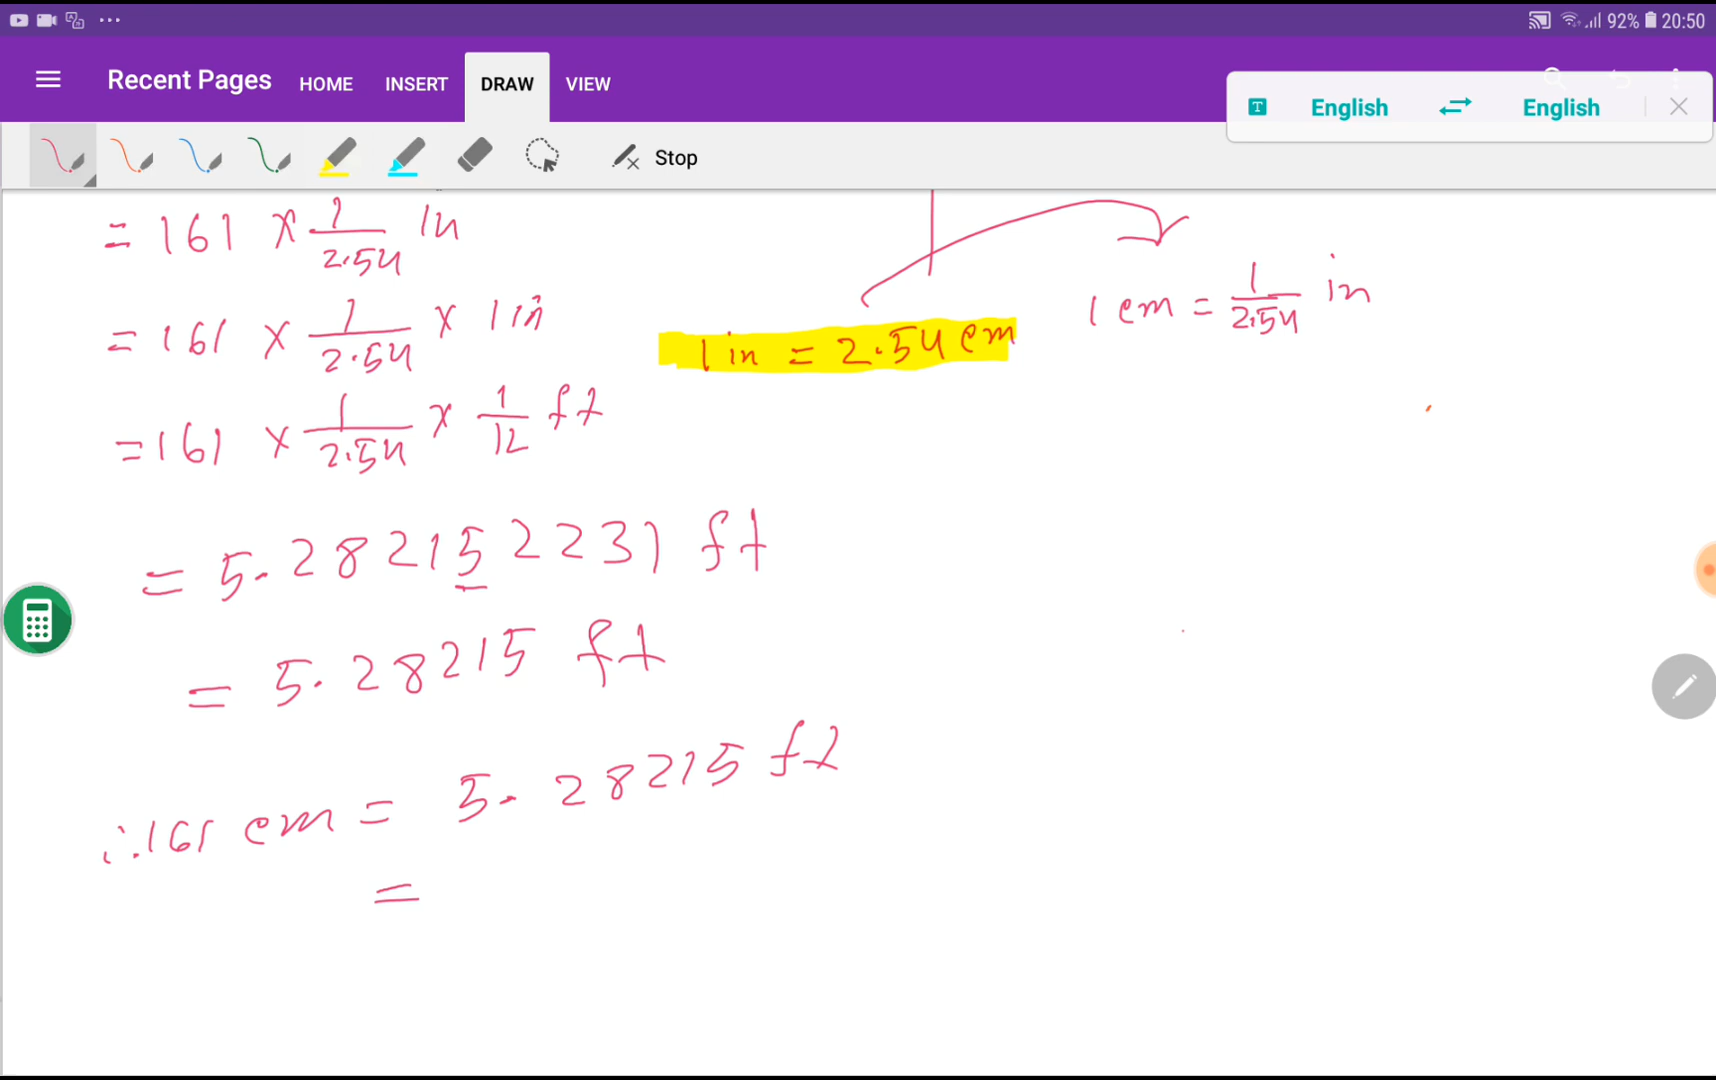 92% 20:50
Recent Pages HOME INSERT DRAW VIEW
English English
Stop
= 161 × 1/2.54 in
= 161 × 1/2.54 × 1 in
1 in = 2.54 cm
1 cm = 1/2.54 in
= 161 × 1/2.54 × 1/12 ft
= 5.282152231 ft
= 5.28215 ft
∴ 161 cm = 5.28215 ft
=